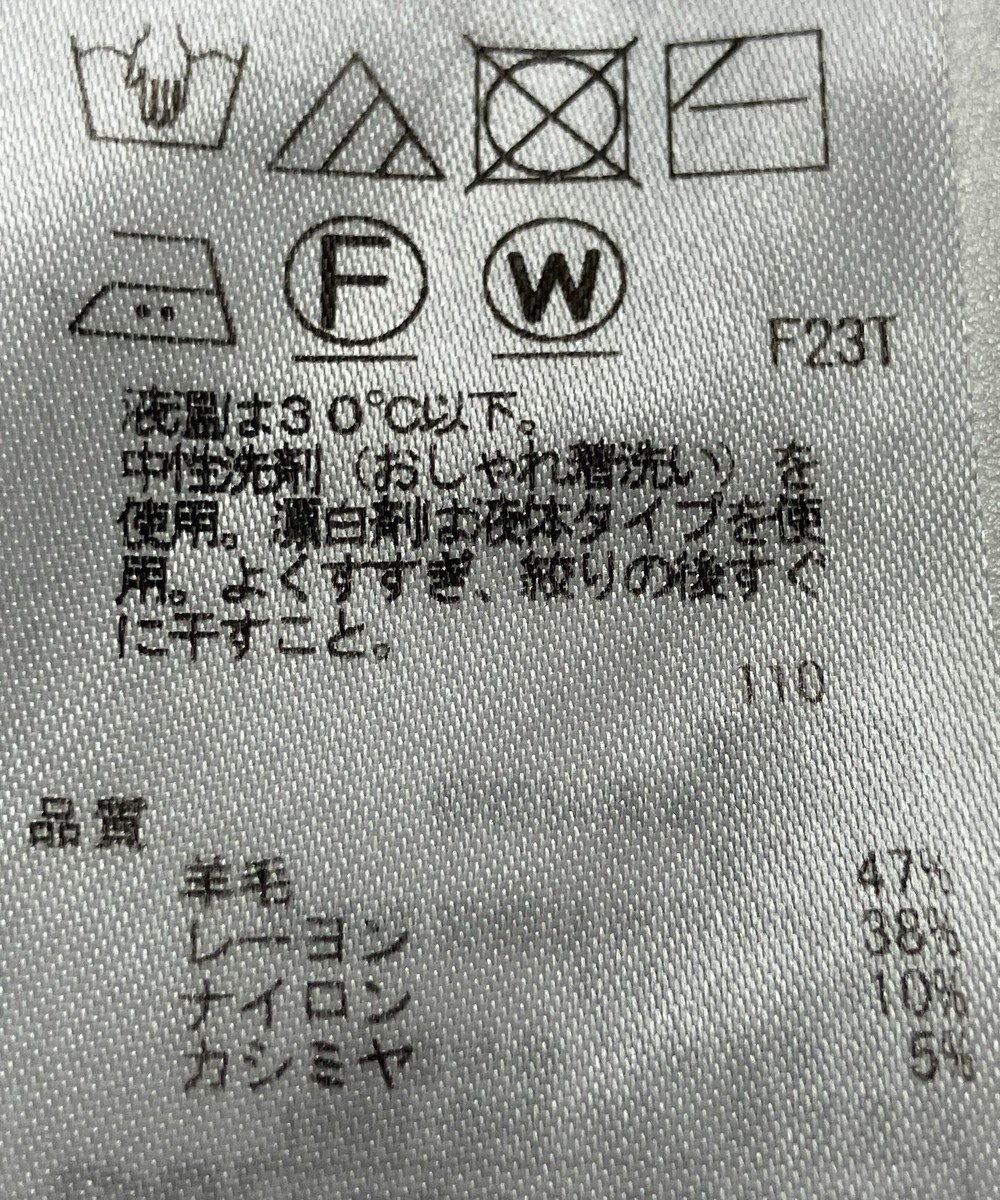 F W F23T
液温は30℃以下。
中性洗剤（おしゃれ着洗い）を
使用。漂白剤は液体タイプを使
用。よくすすぎ、絞りの後すぐ
に干すこと。
110
品質
羊毛 47%
レーヨン 38%
ナイロン 10%
カシミヤ 5%